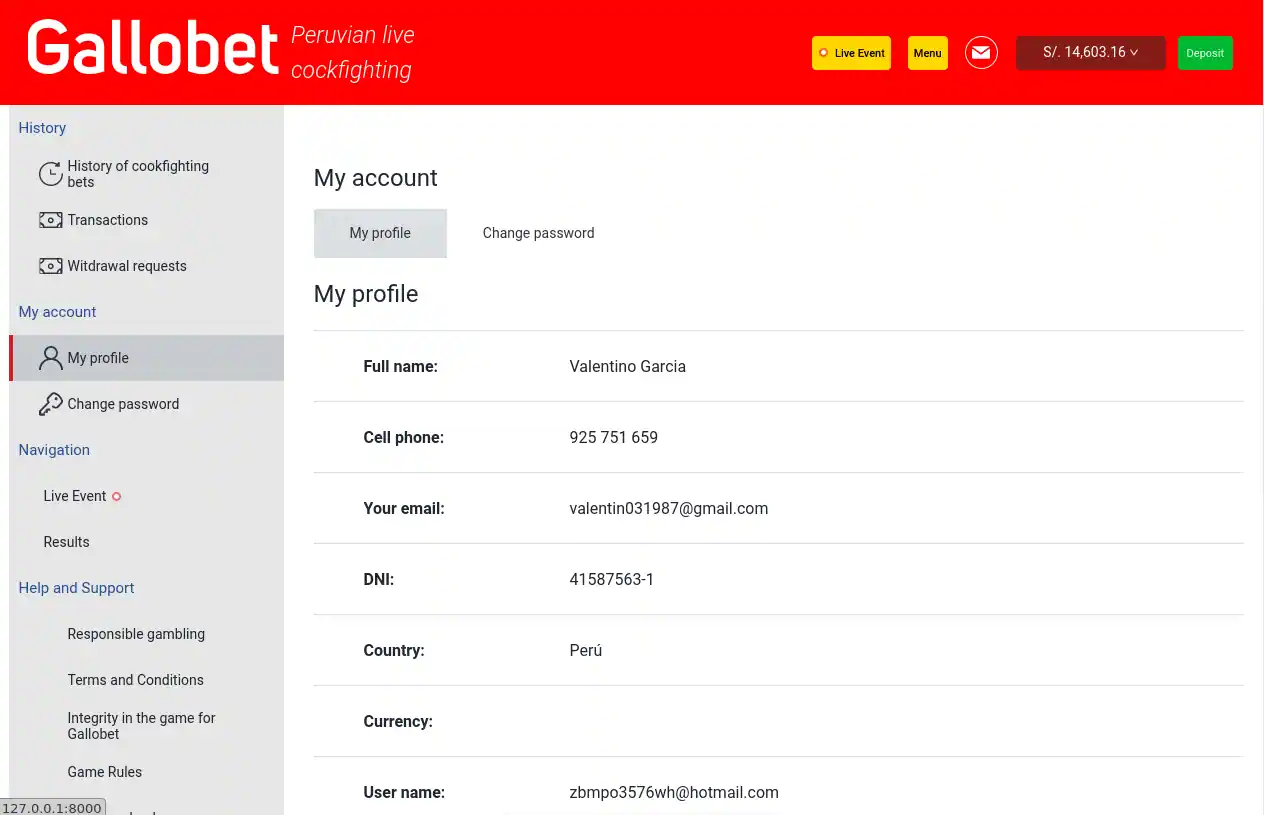 Gallobet
Peruvian live
cockfighting
Live Event
Menu
S/. 14,603.16
Deposit
History
History of cookfighting
bets
Transactions
Witdrawal requests
My account
My profile
Change password
Navigation
Live Event
Results
Help and Support
Responsible gambling
Terms and Conditions
Integrity in the game for
Gallobet
Game Rules
127.0.0.1:8000
My account
My profile
Change password
My profile
Full name:
Valentino Garcia
Cell phone:
925 751 659
Your email:
valentin031987@gmail.com
DNI:
41587563-1
Country:
Perú
Currency:
User name:
zbmpo3576wh@hotmail.com